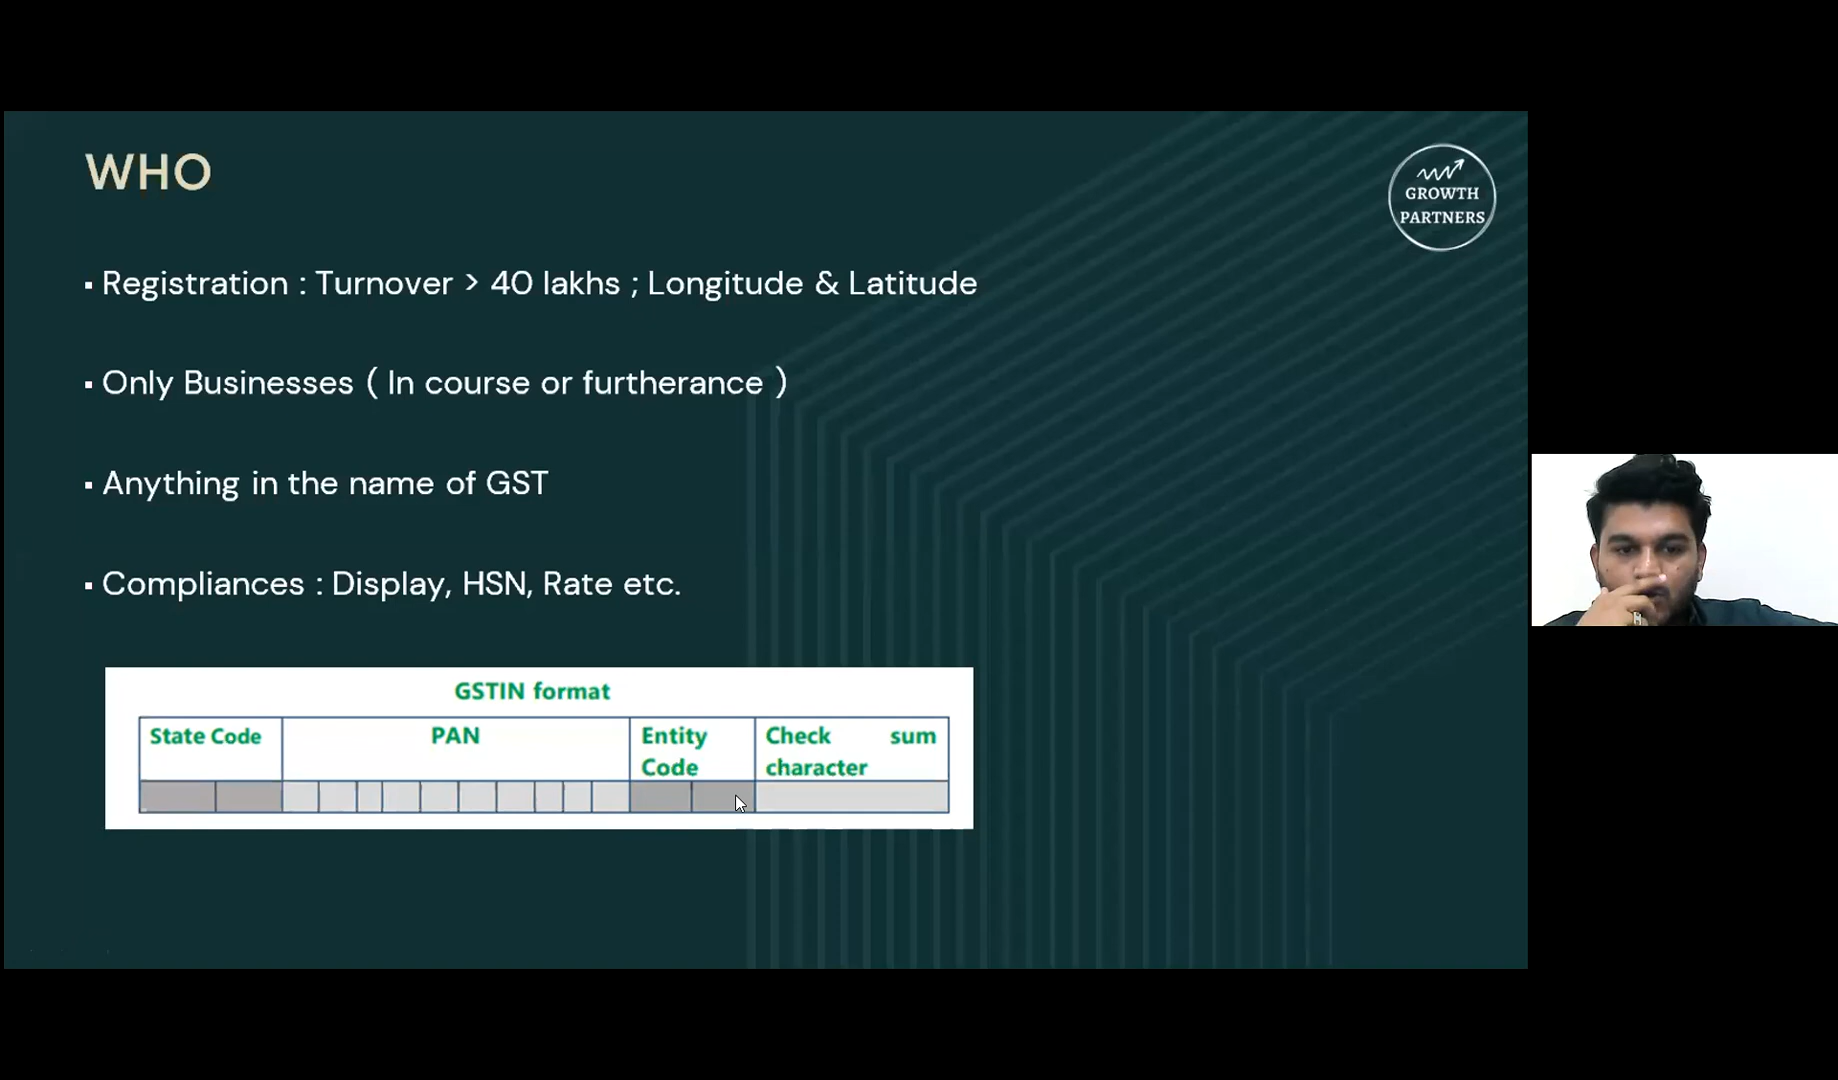 WHO
GROWTH
PARTNERS
▪ Registration : Turnover > 40 lakhs ; Longitude & Latitude
▪ Only Businesses ( In course or furtherance )
▪ Anything in the name of GST
▪ Compliances : Display, HSN, Rate etc.
GSTIN format
State Code PAN Entity Code Check sum character